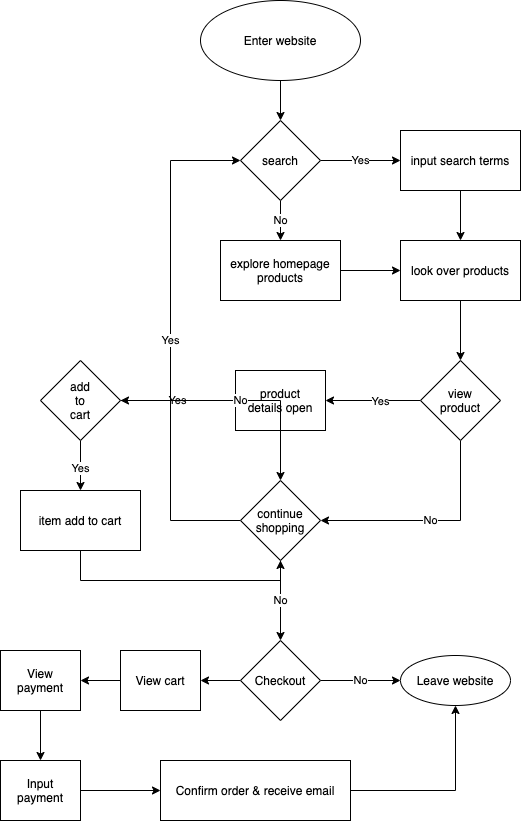 Enter website
search
Yes
input search terms
No
explore homepage
products
look over products
Yes
add
to
cart
Yes
No
product
details open
Yes
view
product
Yes
item add to cart
continue
shopping
No
No
View
payment
View cart
Checkout
No
Leave website
Input
payment
Confirm order & receive email